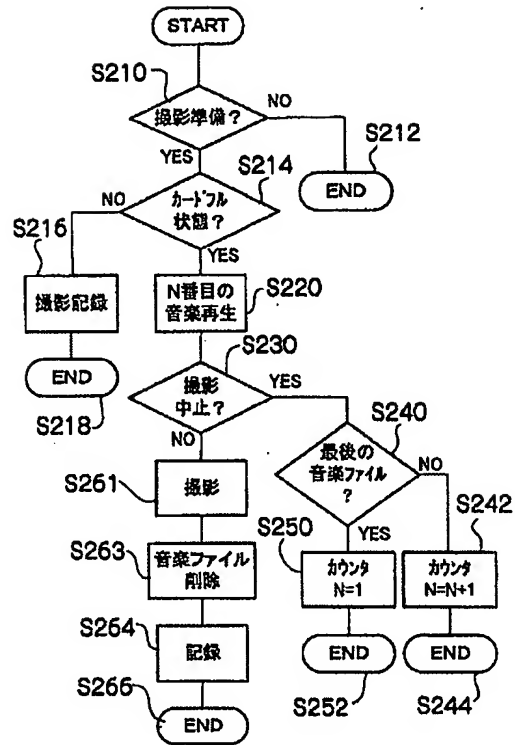 START
S210
撮影準備？
NO
YES
S212
END
S214
NO
カードフル
状態？
YES
S216
撮影記録
S220
N番目の
音楽再生
END
S218
S230
撮影
中止？
YES
NO
S240
最後の
音楽ファイル
？
NO
YES
S261
撮影
S250
カウンタ
N=1
S242
カウンタ
N=N+1
S263
音楽ファイル
削除
S264
記録
END
S252
END
S244
S266
END